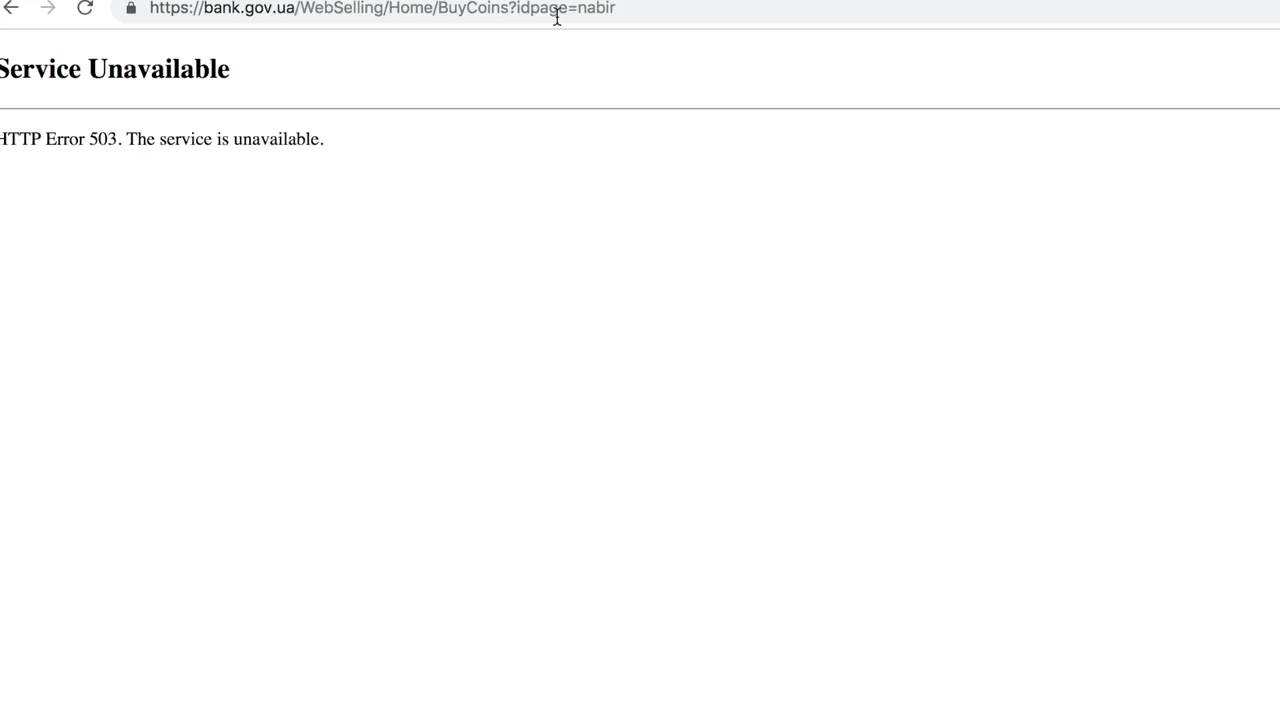 https://bank.gov.ua/WebSelling/Home/BuyCoins?idpage=nabir
Service Unavailable
HTTP Error 503. The service is unavailable.